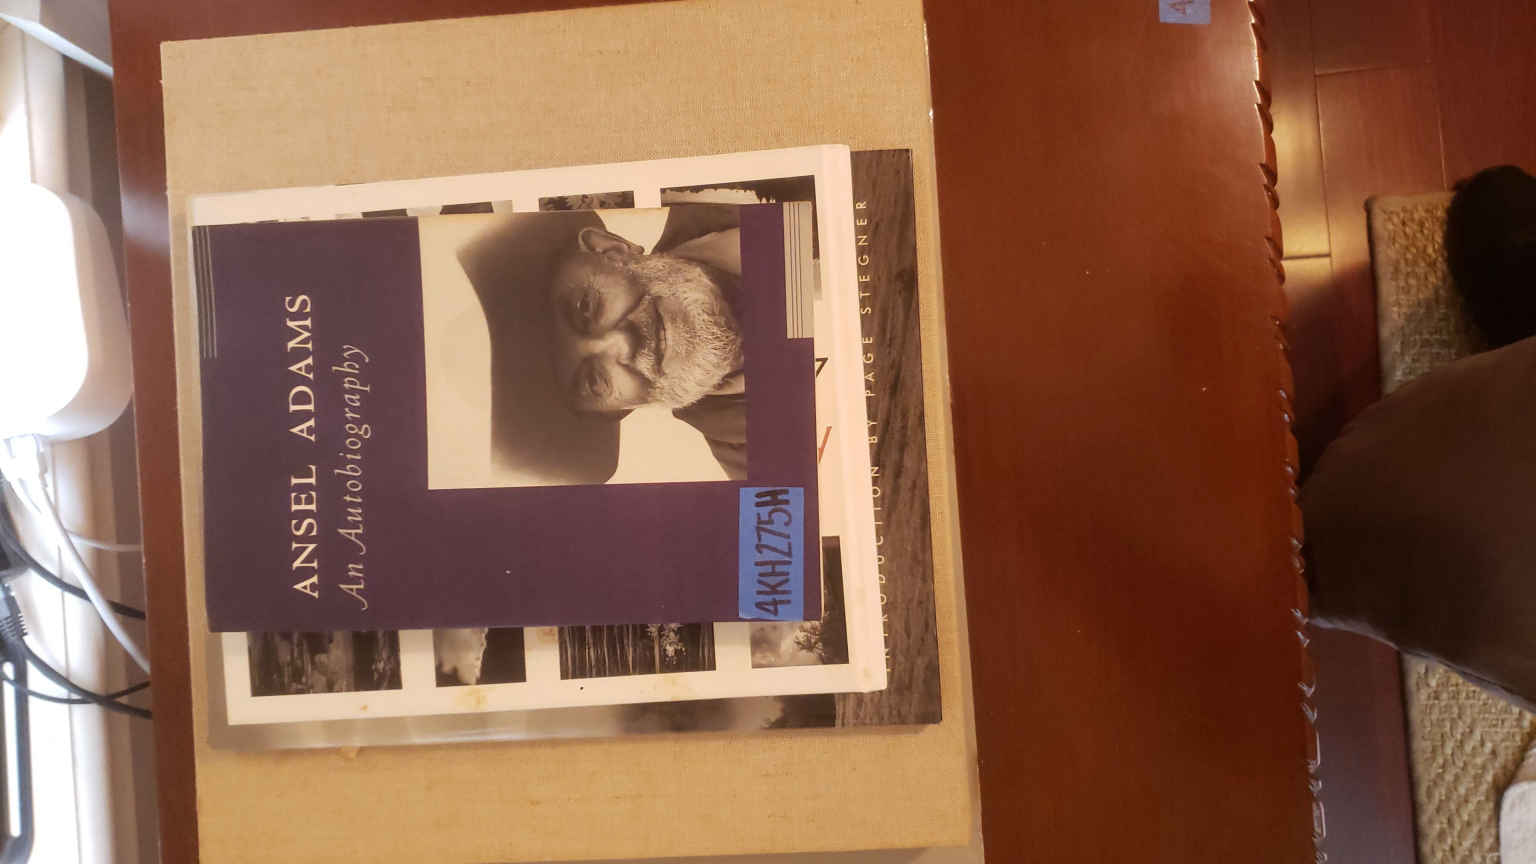 ANSEL ADAMS
An Autobiography
4KH275H
INTRODUCTION BY PAGE STEGNER